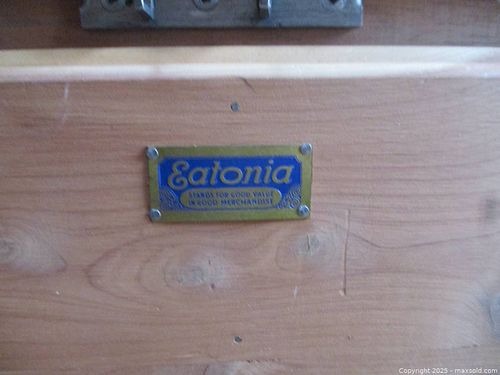 Eatonia
STANDS FOR GOOD VALUE
IN GOOD MERCHANDISE
Copyright 2025 - maxsold.com